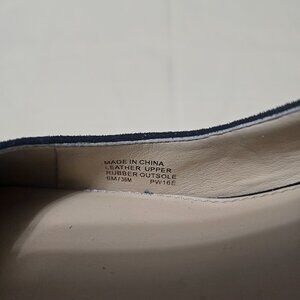 MADE IN CHINA
LEATHER UPPER
RUBBER OUTSOLE
6M/36M PW16E